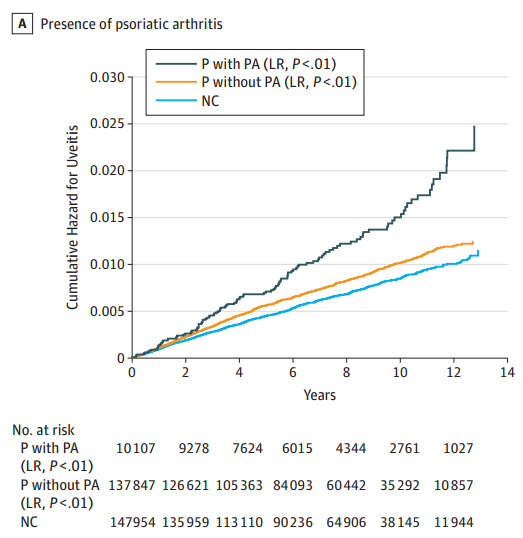 A Presence of psoriatic arthritis
P with PA (LR, P<.01)
P without PA (LR, P<.01)
NC
Cumulative Hazard for Uveitis
0.030
0.025
0.020
0.015
0.010
0.005
0
0 2 4 6 8 10 12 14
Years
No. at risk
P with PA 10107 9278 7624 6015 4344 2761 1027
(LR, P<.01)
P without PA 137847 126621 105363 84093 60442 35292 10857
(LR, P<.01)
NC 147954 135959 113110 90236 64906 38145 11944